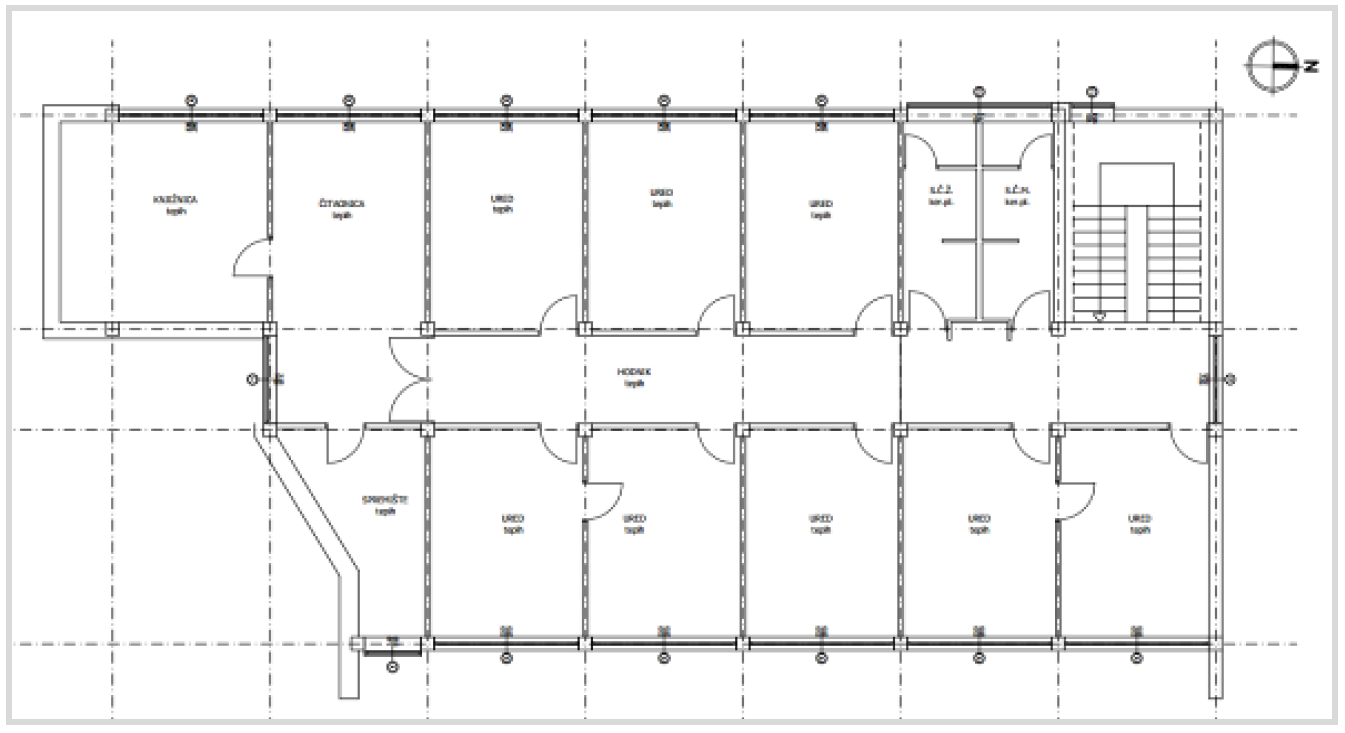 N
KNJIŽNICA
tepih
ČITAONICA
tepih
URED
tepih
URED
tepih
URED
tepih
S.Č.Ž.
ker.pl.
S.Č.M.
ker.pl.
HODNIK
tepih
SPREMIŠTE
tepih
URED
tepih
URED
tepih
URED
tepih
URED
tepih
URED
tepih